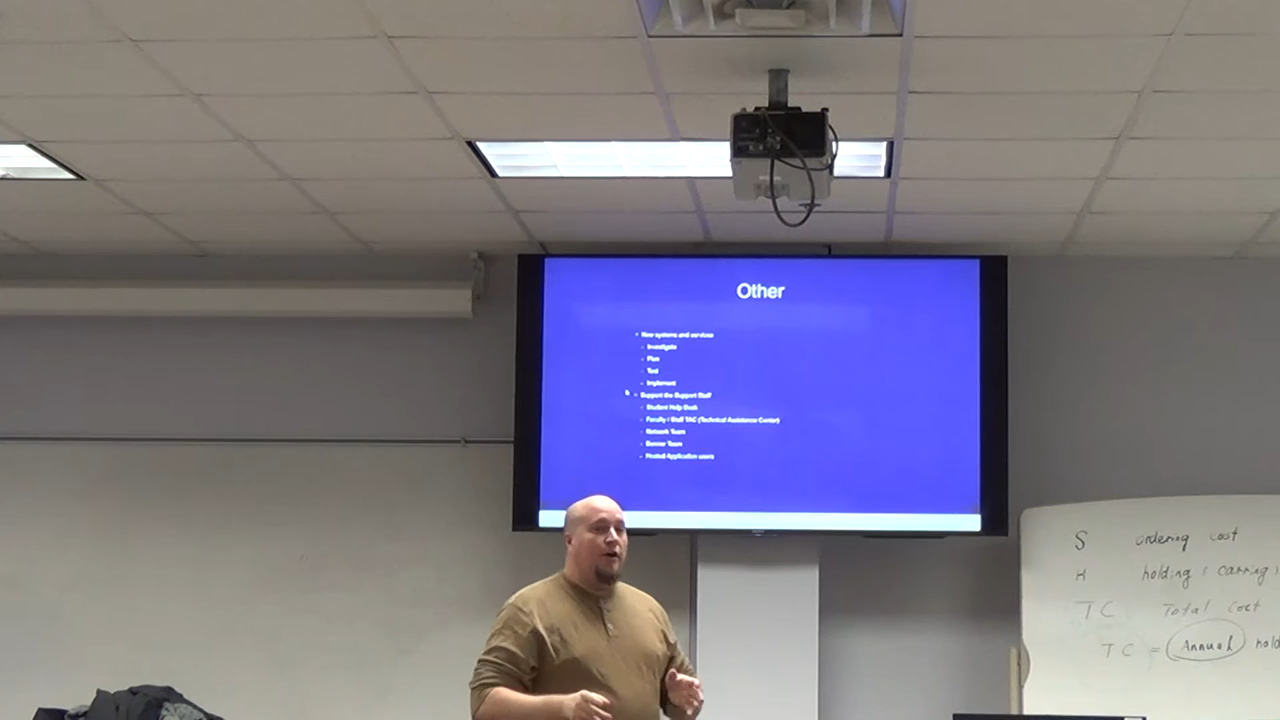 Other
New systems and services
Investigate
Plan
Test
Implement
Support the Support Staff
Student Help Desk
Faculty / Staff TAC (Technical Assistance Center)
Network Team
Banner Team
Hosted Application users
S ordering cost
H holding ( carrying )
TC Total Cost
TC = Annual hold